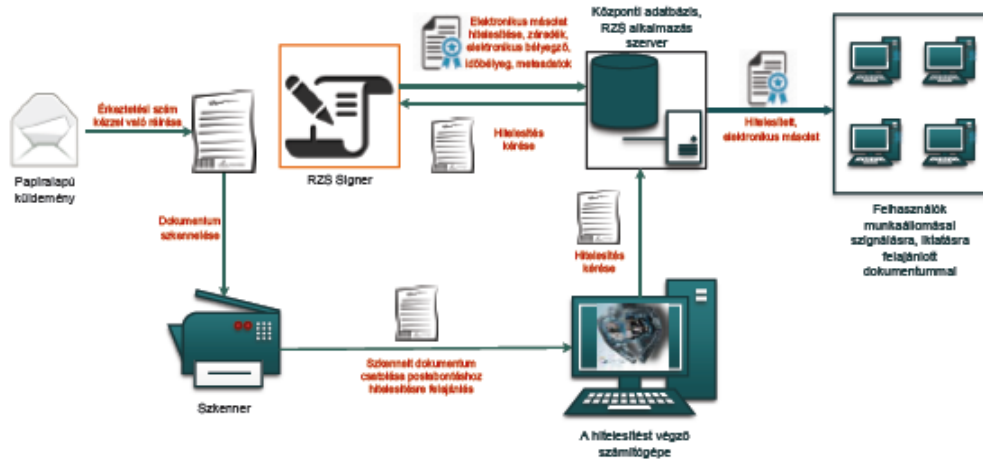 Elektronikus másolat
hitelesítése, záradék,
elektronikus bélyegző,
időbélyeg, metaadatok
Központi adatbázis,
RZS alkalmazás
szerver
Érkeztetési szám
kézzel való ráírása
Hitelesítés
kérése
Hitelesített,
elektronikus másolat
Papíralapú
küldemény
RZS Signer
Dokumentum
szkennelése
Hitelesítés
kérése
Felhasználók
munkaállomásai
szignálásra, iktatásra
felajánlott
dokumentummal
Szkennelt dokumentum
csatolása postabontáshoz
hitelesítésre felajánlás
Szkenner
A hitelesítést végző
számítógépe